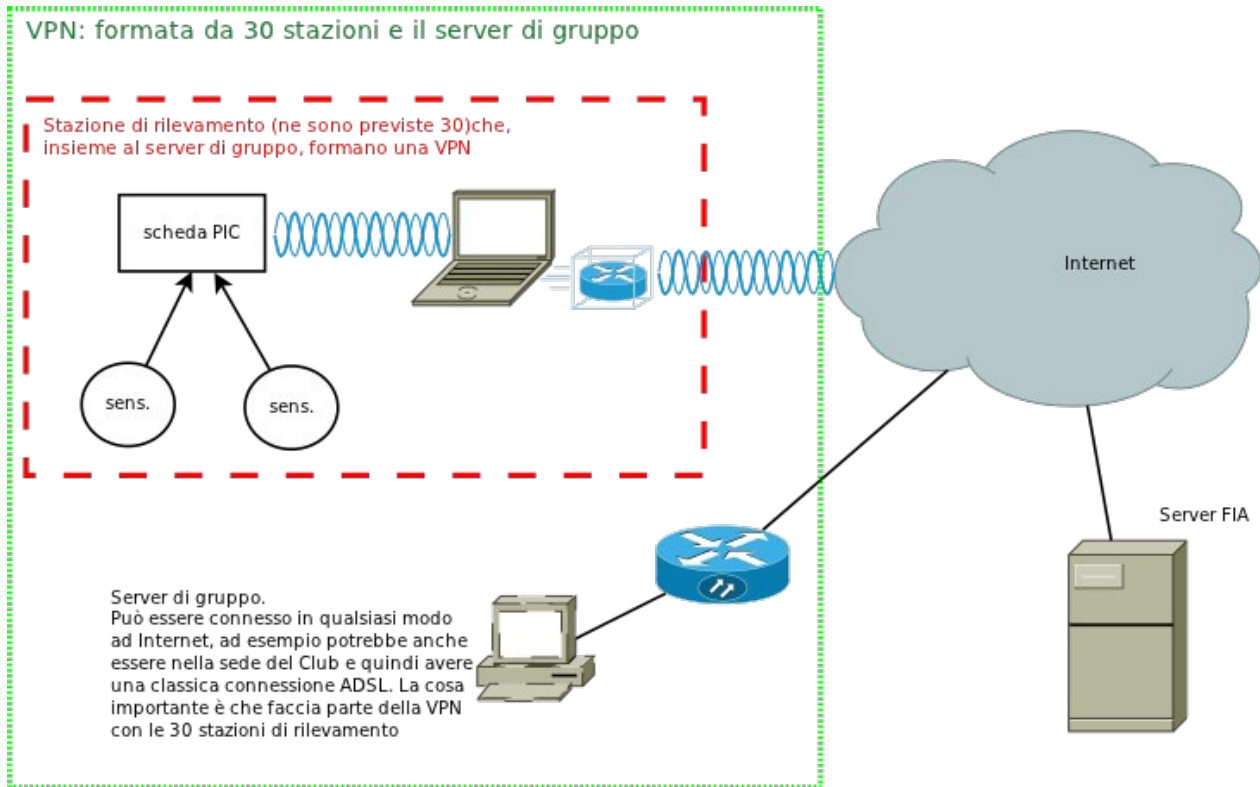 VPN: formata da 30 stazioni e il server di gruppo
Stazione di rilevamento (ne sono previste 30)che,
insieme al server di gruppo, formano una VPN
scheda PIC
sens.
sens.
Internet
Server FIA
Server di gruppo.
Può essere connesso in qualsiasi modo
ad Internet, ad esempio potrebbe anche
essere nella sede del Club e quindi avere
una classica connessione ADSL. La cosa
importante è che faccia parte della VPN
con le 30 stazioni di rilevamento